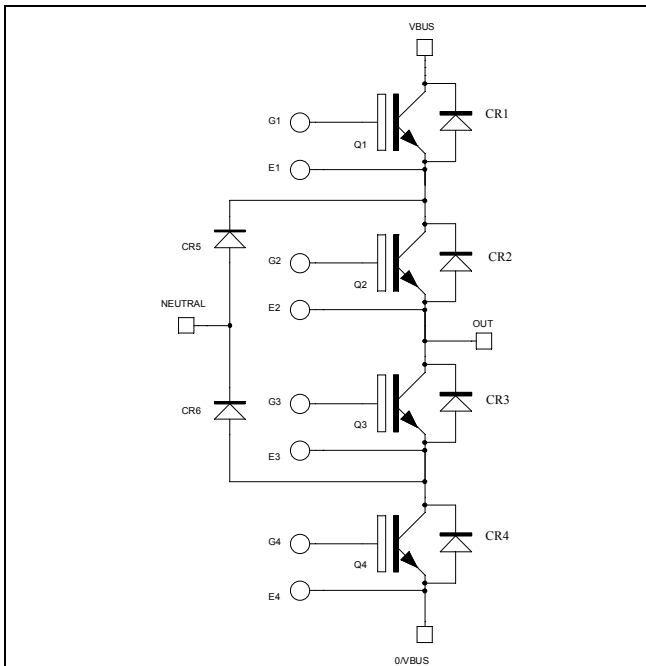 VBUS
CR1
G1
Q1
E1
CR5
CR2
G2
Q2
E2
NEUTRAL
OUT
CR6
CR3
G3
Q3
E3
CR4
G4
Q4
E4
0/VBUS